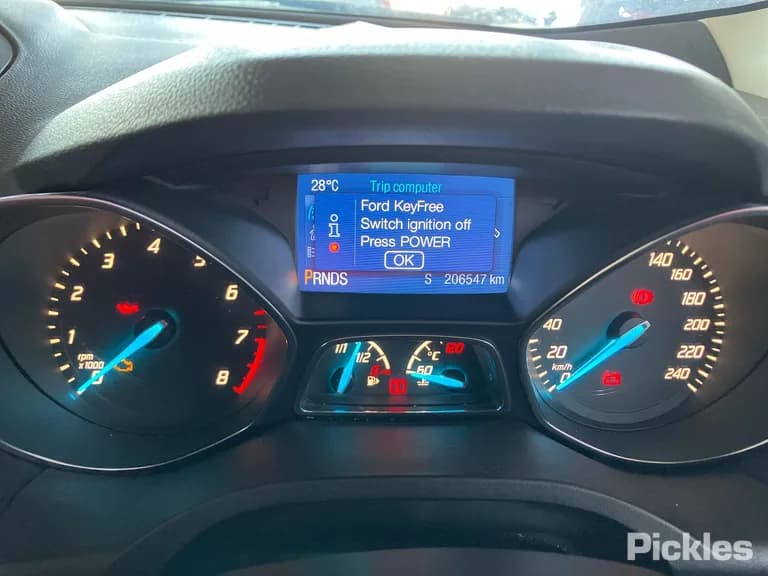 28°C Trip computer
Ford KeyFree
Switch ignition off
Press POWER
OK
PRNDS S 206547 km
1 2 3 4 5 6 7 8
rpm
x1000
0
1/1 1/2 0
°C 120
60
0 20 40 140 160 180 200 220 240
km/h
Pickles